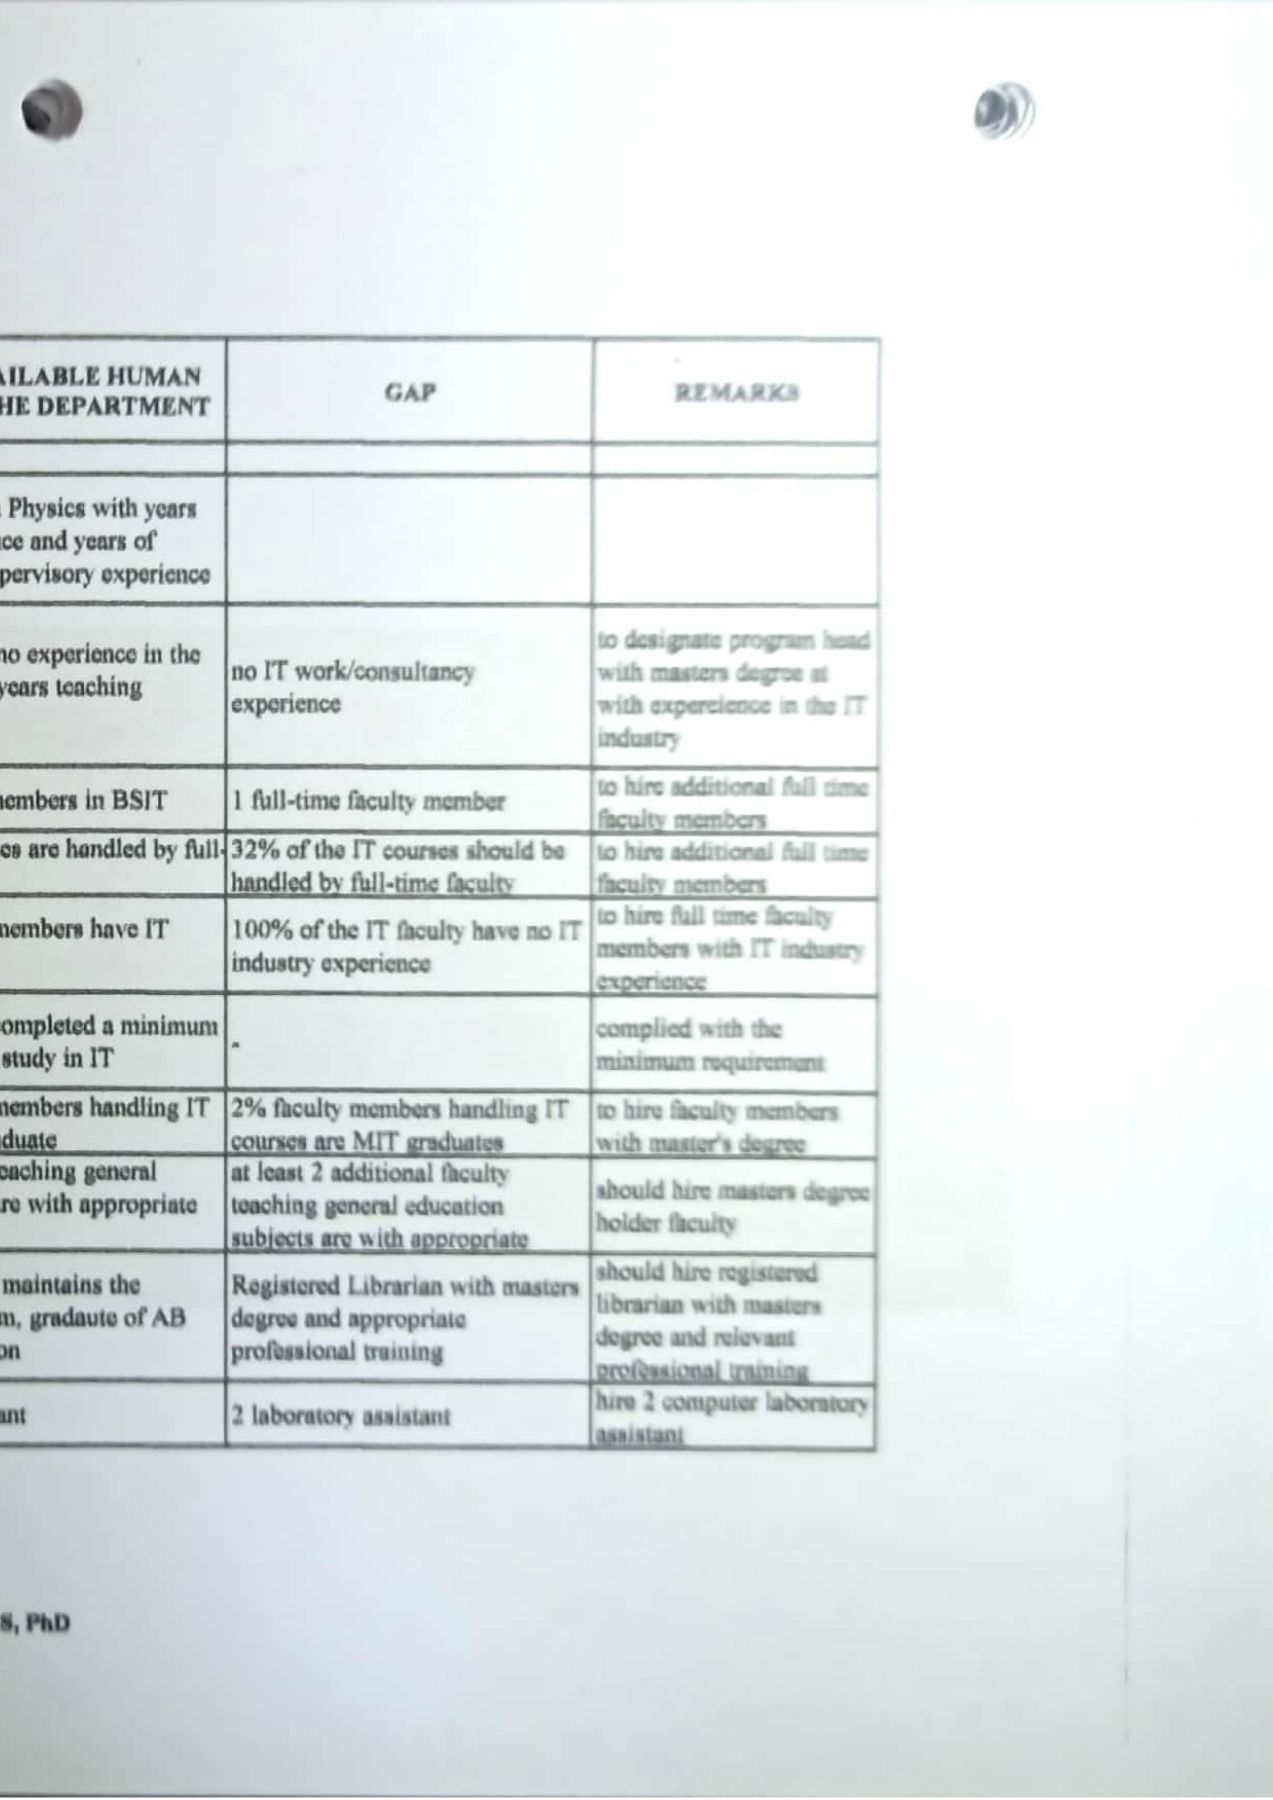 AILABLE HUMAN
HE DEPARTMENT
GAP
REMARKS
Physics with years
ce and years of
pervisory experience
no experience in the
years teaching
no IT work/consultancy
experience
to designate program head
with masters degree at
with expereience in the IT
industry
embers in BSIT
1 full-time faculty member
to hire additional full time
faculty members
es are handled by full-
32% of the IT courses should be
handled by full-time faculty
to hire additional full time
faculty members
members have IT
100% of the IT faculty have no IT
industry experience
to hire full time faculty
members with IT industry
experience
ompleted a minimum
study in IT
-
complied with the
minimum requirement
members handling IT
duate
2% faculty members handling IT
courses are MIT graduates
to hire faculty members
with master's degree
eaching general
re with appropriate
at least 2 additional faculty
teaching general education
subjects are with appropriate
should hire masters degree
holder faculty
maintains the
m, gradaute of AB
on
Registered Librarian with masters
degree and appropriate
professional training
should hire registered
librarian with masters
degree and relevant
professional training
ant
2 laboratory assistant
hire 2 computer laboratory
assistant
S, PhD